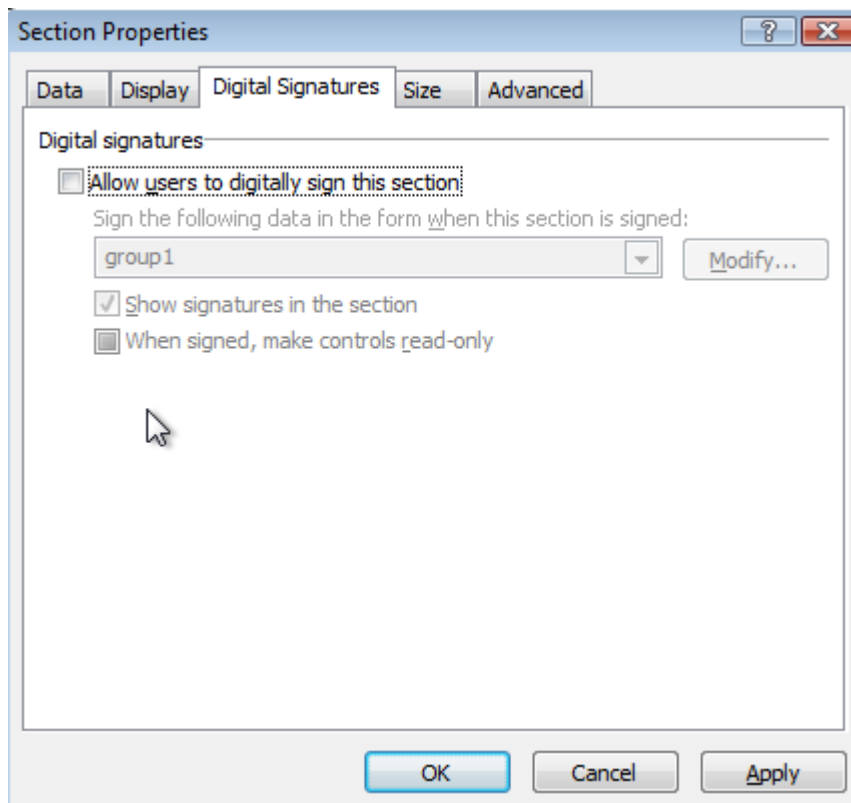 Section Properties
Data Display Digital Signatures Size Advanced
Digital signatures
Allow users to digitally sign this section
Sign the following data in the form when this section is signed:
group1 Modify...
Show signatures in the section
When signed, make controls read-only
OK Cancel Apply